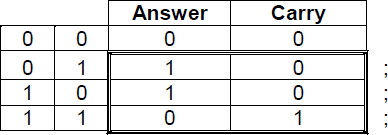 Answer Carry
0 0 0 0
0 1 1 0 ;
1 0 1 0 ;
1 1 0 1 ;